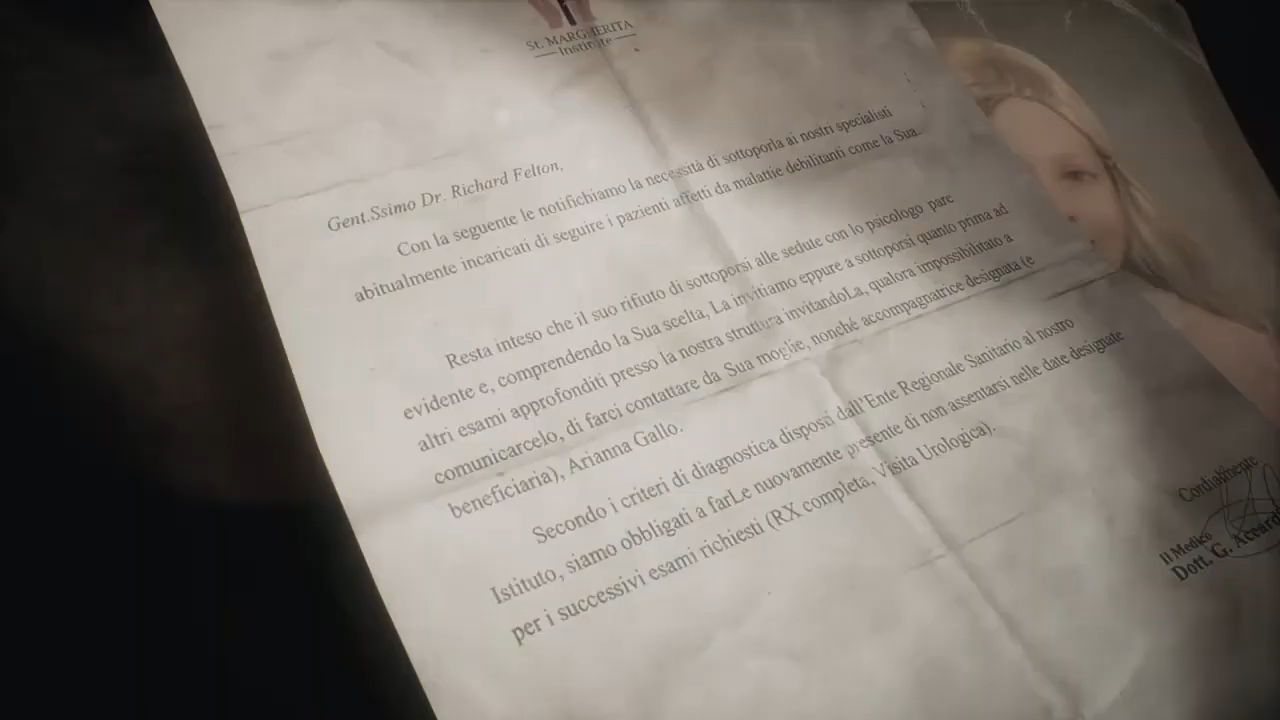 St. MARGHERITA
Institute
Gent.Ssimo Dr. Richard Felton,
Con la seguente le notifichiamo la necessità di sottoporla ai nostri specialisti
abitualmente incaricati di seguire i pazienti affetti da malattie debilitanti come la Sua.
Resta inteso che il suo rifiuto di sottoporsi alle sedute con lo psicologo pare
evidente e, comprendendo la Sua scelta, La invitiamo eppure a sottoporsi quanto prima ad
altri esami approfonditi presso la nostra struttura invitandoLa, qualora impossibilitato a
comunicarcelo, di farci contattare da Sua moglie, nonché accompagnatrice designata (e
beneficiaria), Arianna Gallo.
Secondo i criteri di diagnostica disposti dall'Ente Regionale Sanitario al nostro
Istituto, siamo obbligati a farLe nuovamente presente di non assentarsi nelle date designate
per i successivi esami richiesti (RX completa, Visita Urologica).
Cordialmente
Il Medico
Dott. G.